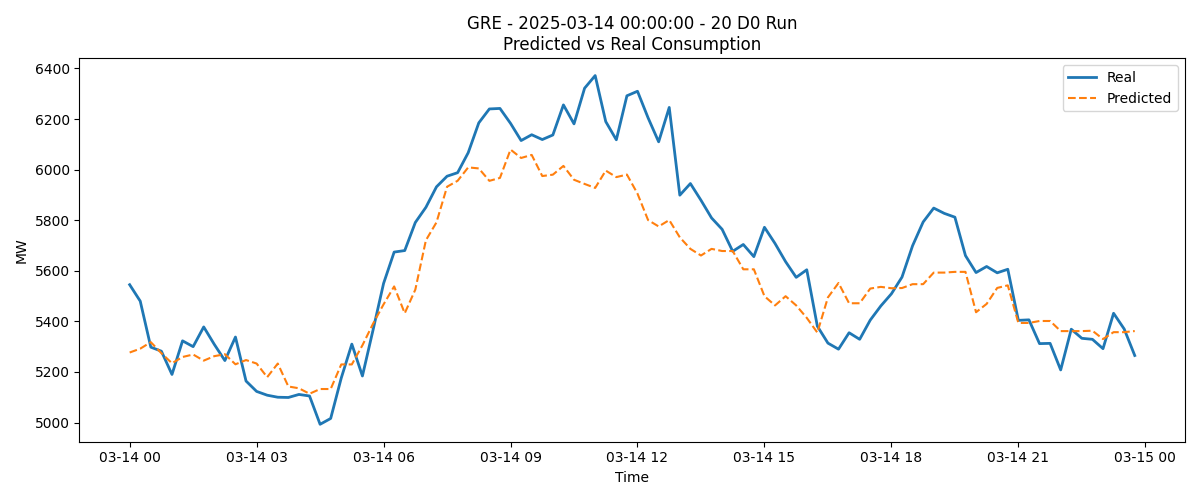 GRE - 2025-03-14 00:00:00 - 20 D0 Run
Predicted vs Real Consumption
Real
Predicted
MW
6400
6200
6000
5800
5600
5400
5200
5000
03-14 00
03-14 03
03-14 06
03-14 09
03-14 12
03-14 15
03-14 18
03-14 21
03-15 00
Time